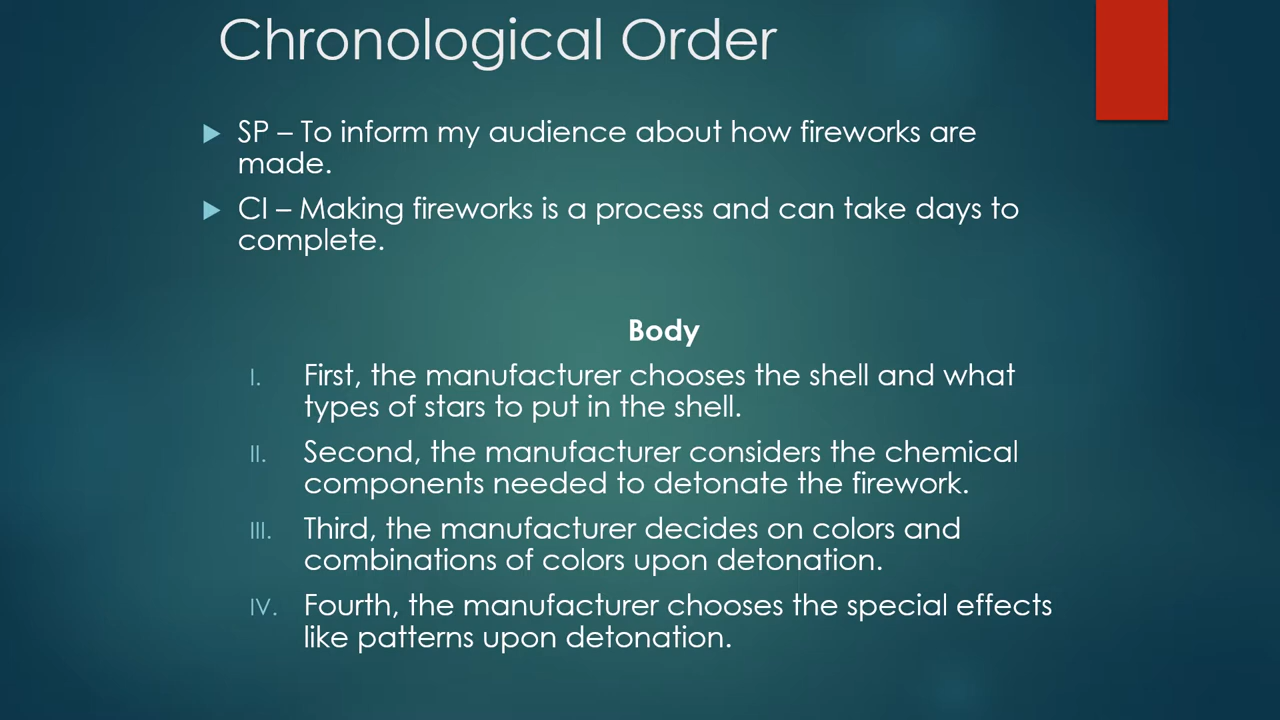 Chronological Order
SP – To inform my audience about how fireworks are
made.
CI – Making fireworks is a process and can take days to
complete.
Body
I. First, the manufacturer chooses the shell and what
types of stars to put in the shell.
II. Second, the manufacturer considers the chemical
components needed to detonate the firework.
III. Third, the manufacturer decides on colors and
combinations of colors upon detonation.
IV. Fourth, the manufacturer chooses the special effects
like patterns upon detonation.